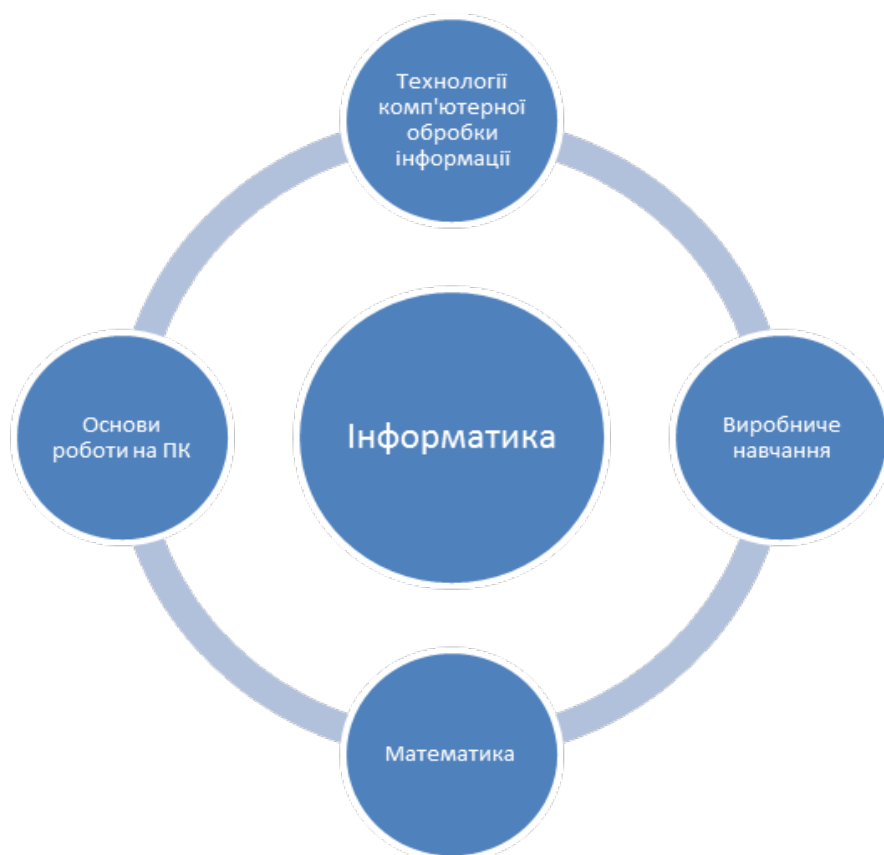 Технології
комп'ютерної
обробки
інформації
Основи
роботи на ПК
Інформатика
Виробниче
навчання
Математика